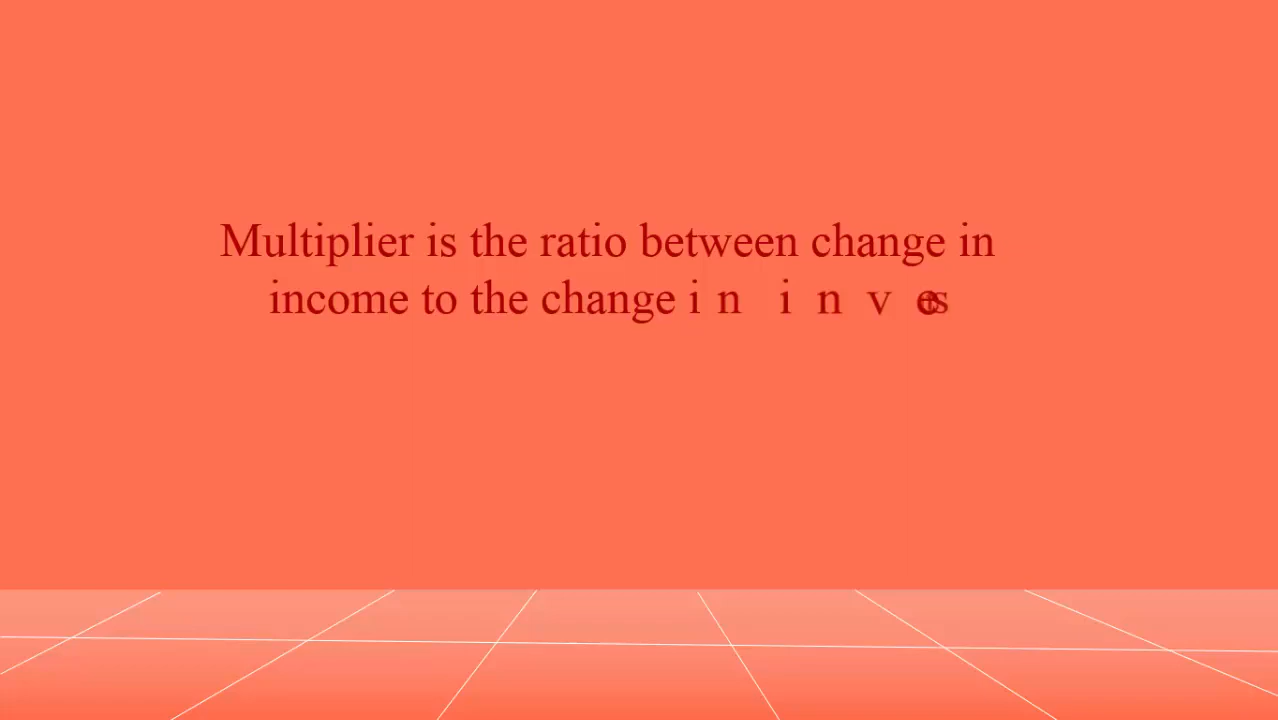 Multiplier is the ratio between change in
income to the change in